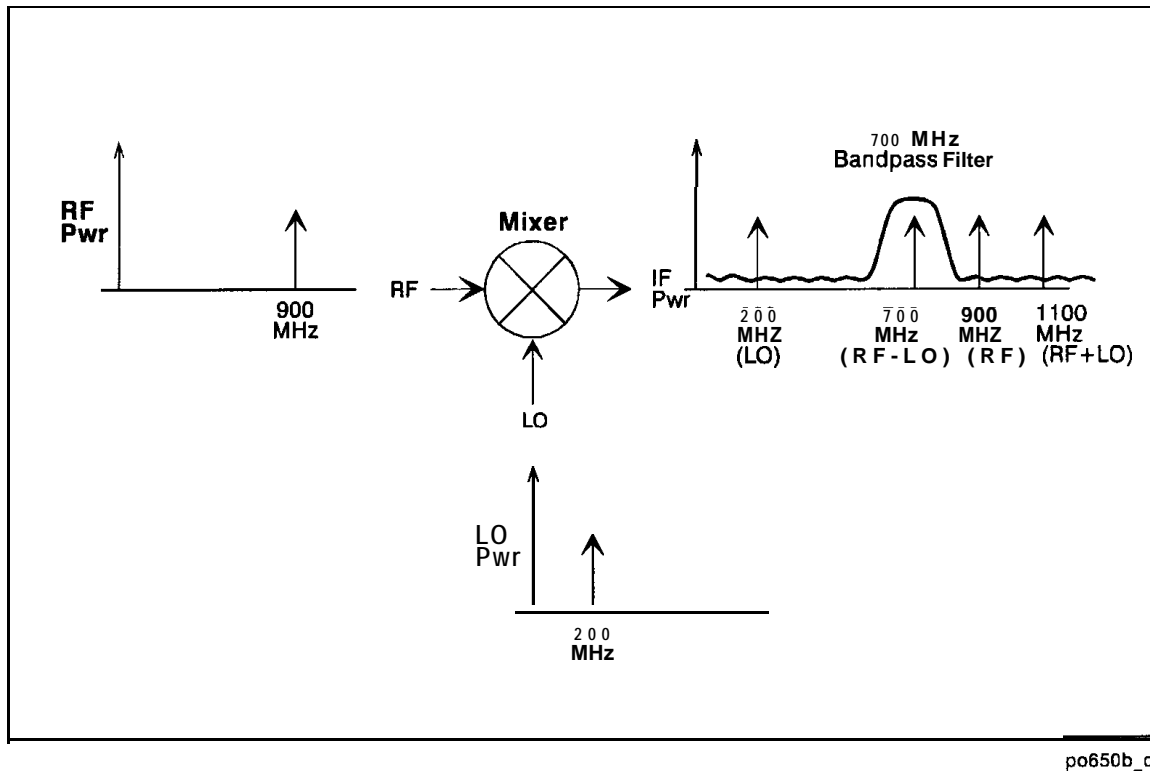 RF
Pwr
900
MHz
Mixer
RF
LO
700 MHz
Bandpass Filter
IF
Pwr
200
MHZ
(LO)
700
MHz
(RF-LO)
900
MHZ
(RF)
1100
MHz
(RF+LO)
LO
Pwr
200
MHz